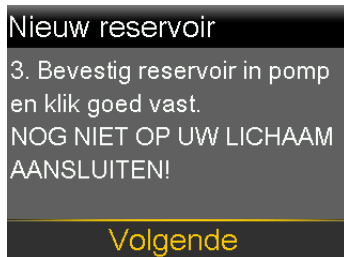 Nieuw reservoir
3. Bevestig reservoir in pomp
en klik goed vast.
NOG NIET OP UW LICHAAM
AANSLUITEN!
Volgende